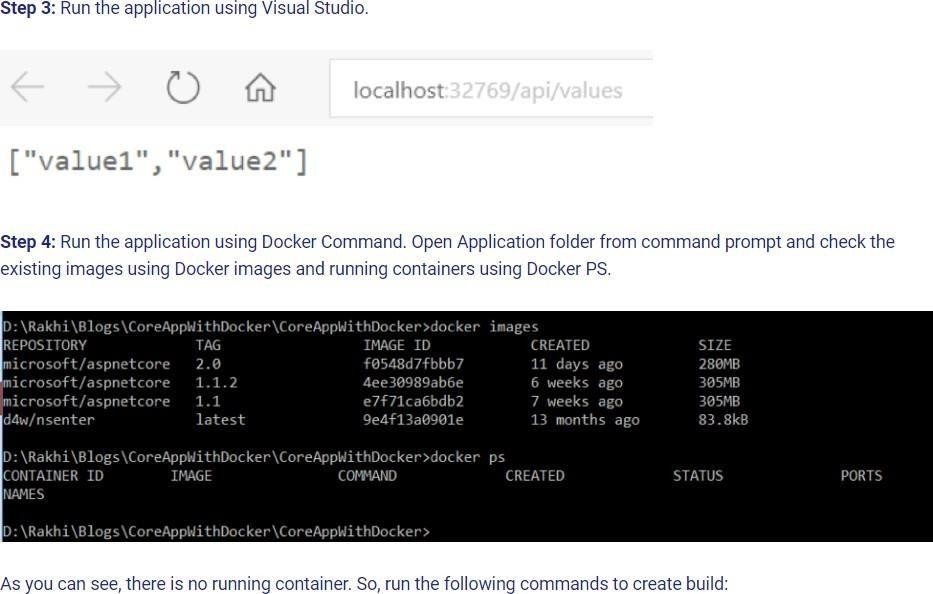 Step 3: Run the application using Visual Studio.
localhost:32769/api/values
["value1","value2"]
Step 4: Run the application using Docker Command. Open Application folder from command prompt and check the
existing images using Docker images and running containers using Docker PS.
D:\Rakhi\Blogs\CoreAppWithDocker\CoreAppWithDocker>docker images
REPOSITORY TAG IMAGE ID CREATED SIZE
microsoft/aspnetcore 2.0 f0548d7fbbb7 11 days ago 280MB
microsoft/aspnetcore 1.1.2 4ee30989ab6e 6 weeks ago 305MB
microsoft/aspnetcore 1.1 e7f71ca6bdb2 7 weeks ago 305MB
d4w/nsenter latest 9e4f13a0901e 13 months ago 83.8kB
D:\Rakhi\Blogs\CoreAppWithDocker\CoreAppWithDocker>docker ps
CONTAINER ID IMAGE COMMAND CREATED STATUS PORTS
NAMES
D:\Rakhi\Blogs\CoreAppWithDocker\CoreAppWithDocker>
As you can see, there is no running container. So, run the following commands to create build: